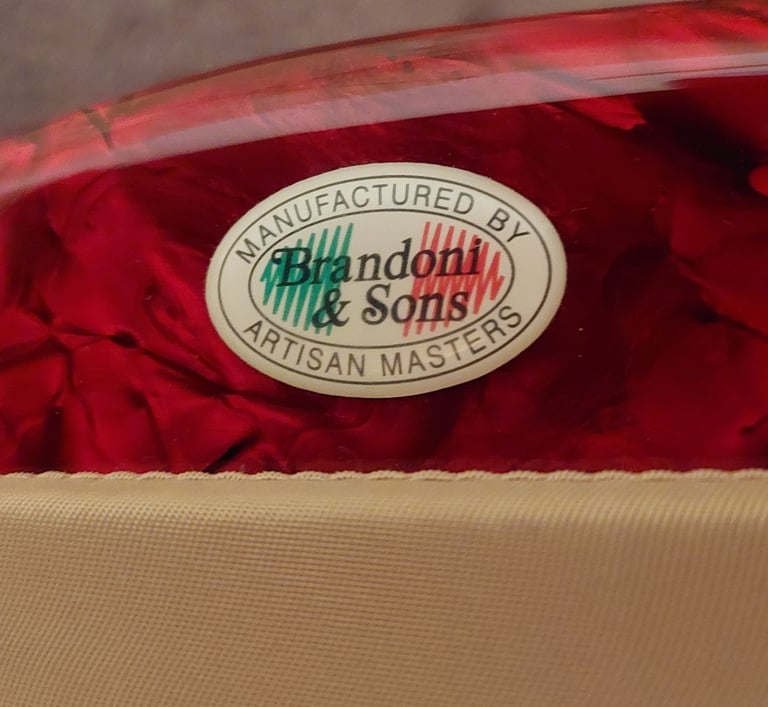 MANUFACTURED BY
Brandoni
& Sons
ARTISAN MASTERS